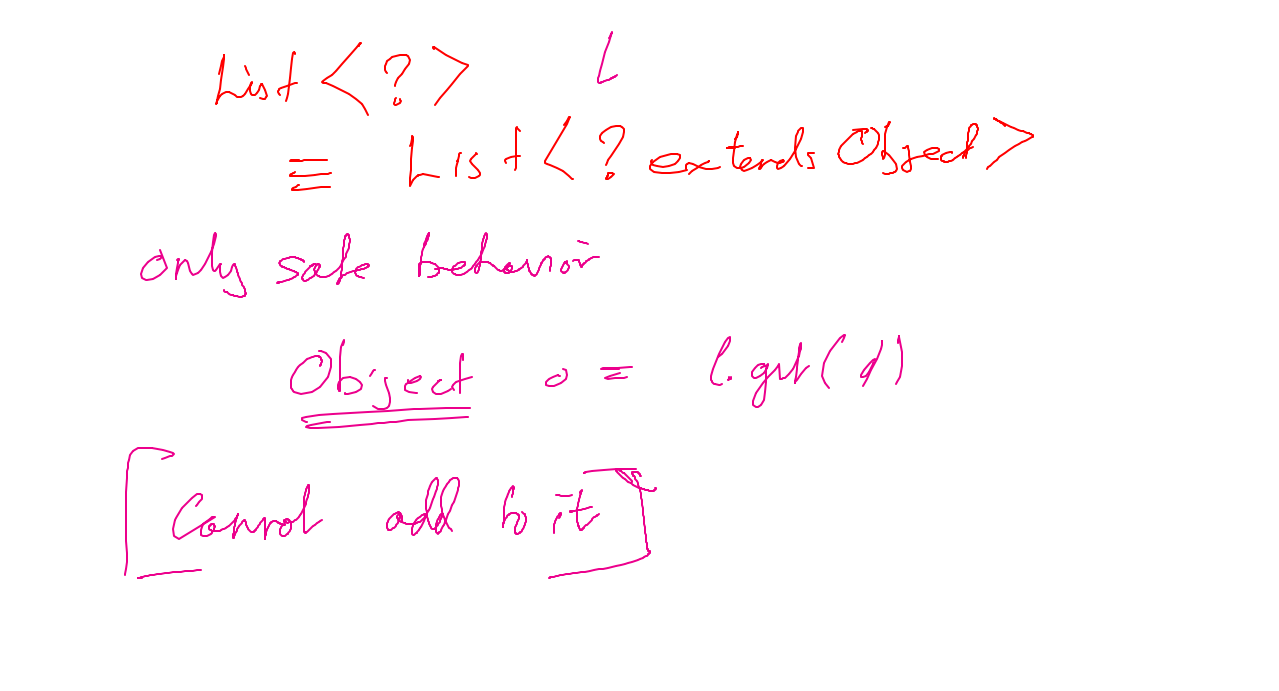 List <?> l
≡ List <? extends Object>
only safe behavior
Object o = l.get(1)
[Cannot add to it]